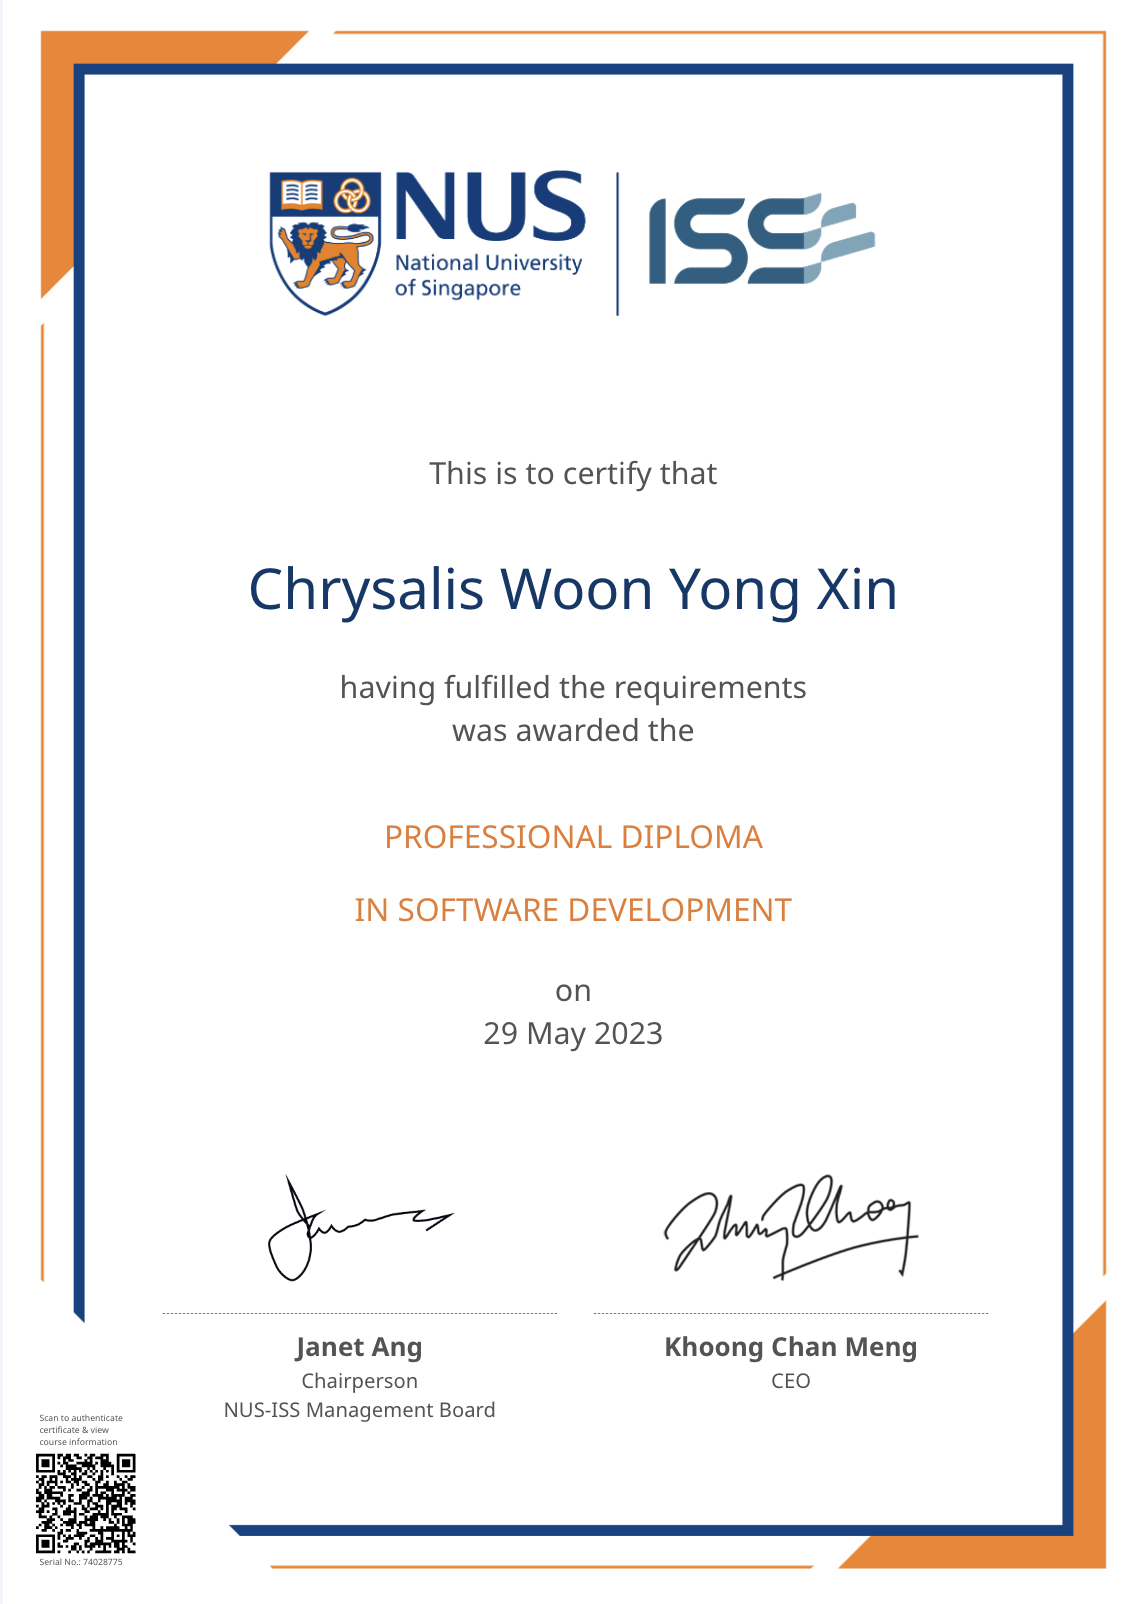 NUS
National University
of Singapore
ISS
This is to certify that
Chrysalis Woon Yong Xin
having fulfilled the requirements
was awarded the
PROFESSIONAL DIPLOMA
IN SOFTWARE DEVELOPMENT
on
29 May 2023
Janet Ang
Chairperson
NUS-ISS Management Board
Khoong Chan Meng
CEO
Scan to authenticate
certificate & view
course information
Serial No.: 74028775